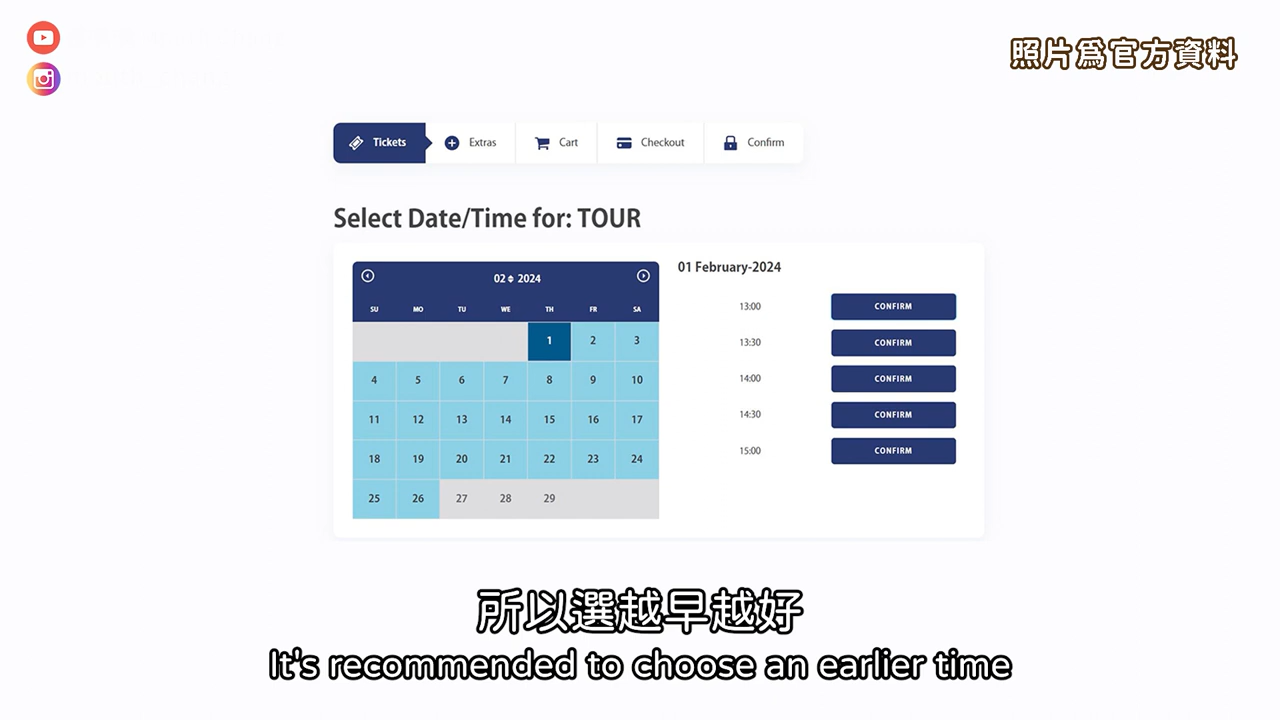 照片為官方資料
Tickets
Extras
Cart
Checkout
Confirm
Select Date/Time for: TOUR
02 2024
SU MO TU WE TH FR SA
1 2 3
4 5 6 7 8 9 10
11 12 13 14 15 16 17
18 19 20 21 22 23 24
25 26 27 28 29
01 February-2024
13:00 CONFIRM
13:30 CONFIRM
14:00 CONFIRM
14:30 CONFIRM
15:00 CONFIRM
所以選越早越好
It's recommended to choose an earlier time